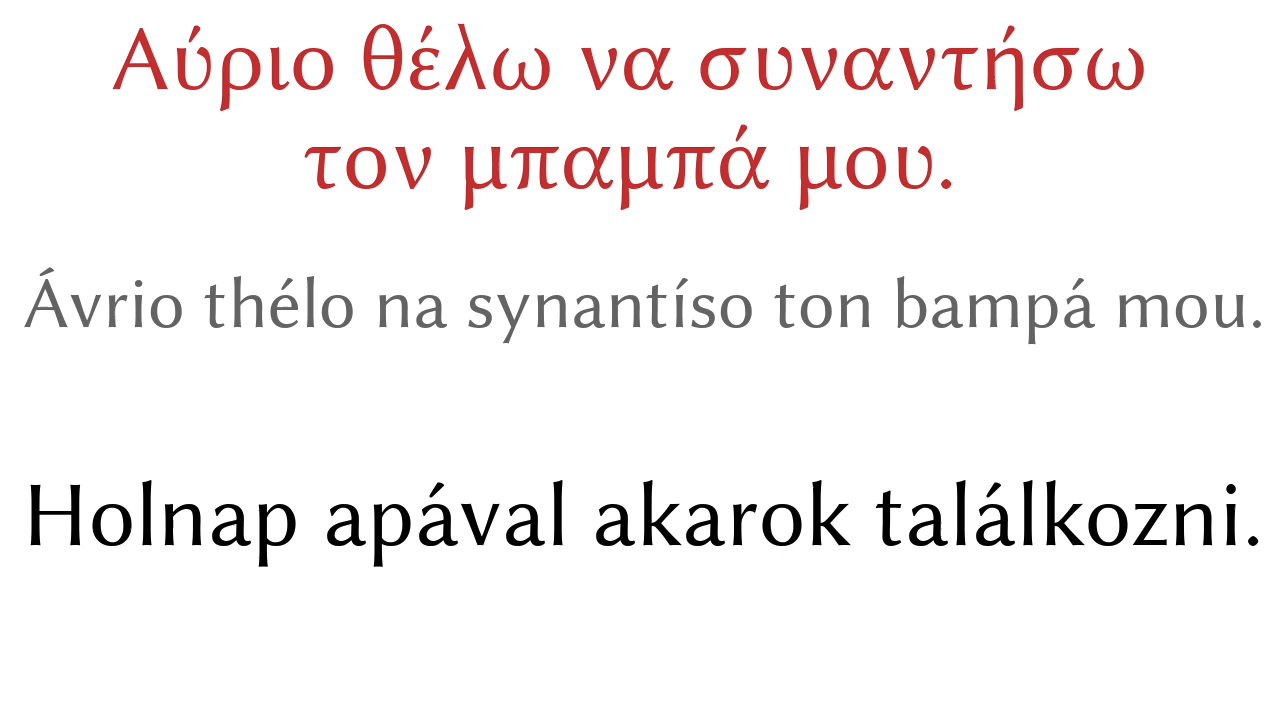 Αύριο θέλω να συναντήσω
τον μπαμπά μου.
Ávrio thélo na synantíso ton bampá mou.
Holnap apával akarok találkozni.